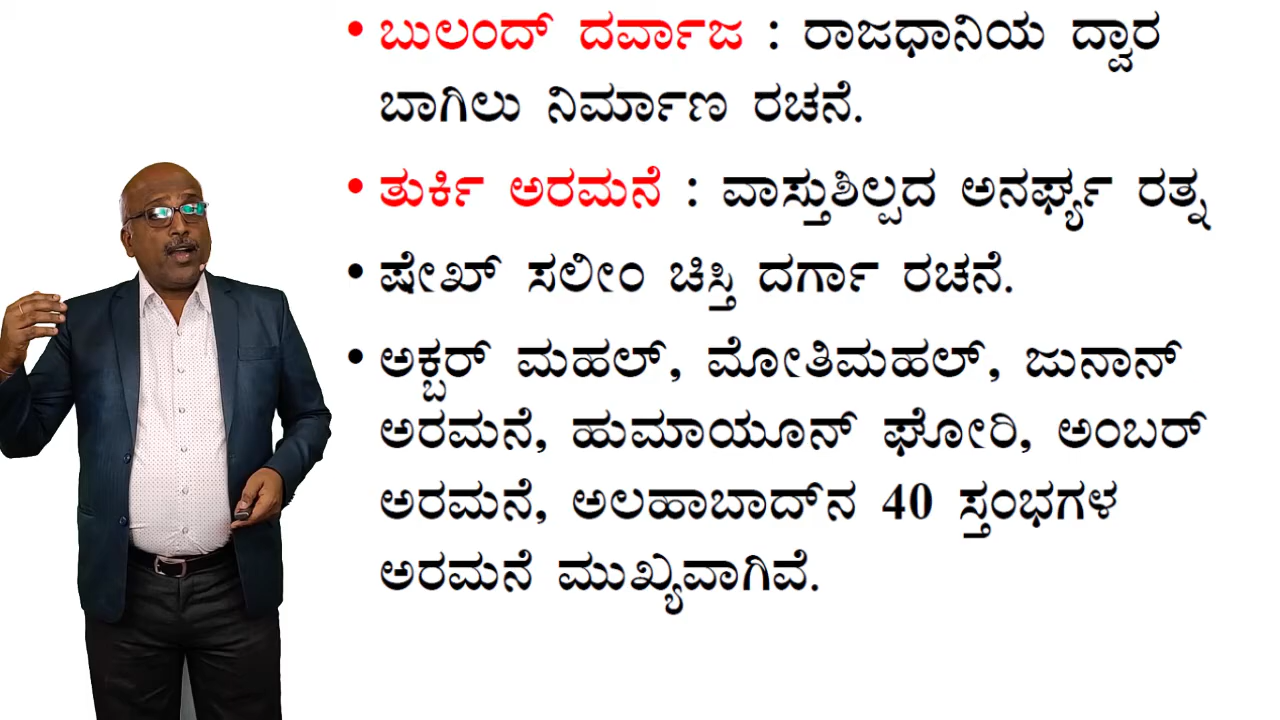 • ಬುಲಂದ್ ದರ್ವಾಜ : ರಾಜಧಾನಿಯ ದ್ವಾರ
ಬಾಗಿಲು ನಿರ್ಮಾಣ ರಚನೆ.
• ತುರ್ಕಿ ಅರಮನೆ : ವಾಸ್ತುಶಿಲ್ಪದ ಅನರ್ಘ್ಯ ರತ್ನ
• ಷೇಖ್ ಸಲೀಂ ಚಿಸ್ತಿ ದರ್ಗಾ ರಚನೆ.
• ಅಕ್ಬರ್ ಮಹಲ್, ಮೋತಿಮಹಲ್, ಜುನಾನ್
ಅರಮನೆ, ಹುಮಾಯೂನ್ ಘೋರಿ, ಅಂಬರ್
ಅರಮನೆ, ಅಲಹಾಬಾದ್‌ನ 40 ಸ್ತಂಭಗಳ
ಅರಮನೆ ಮುಖ್ಯವಾಗಿವೆ.